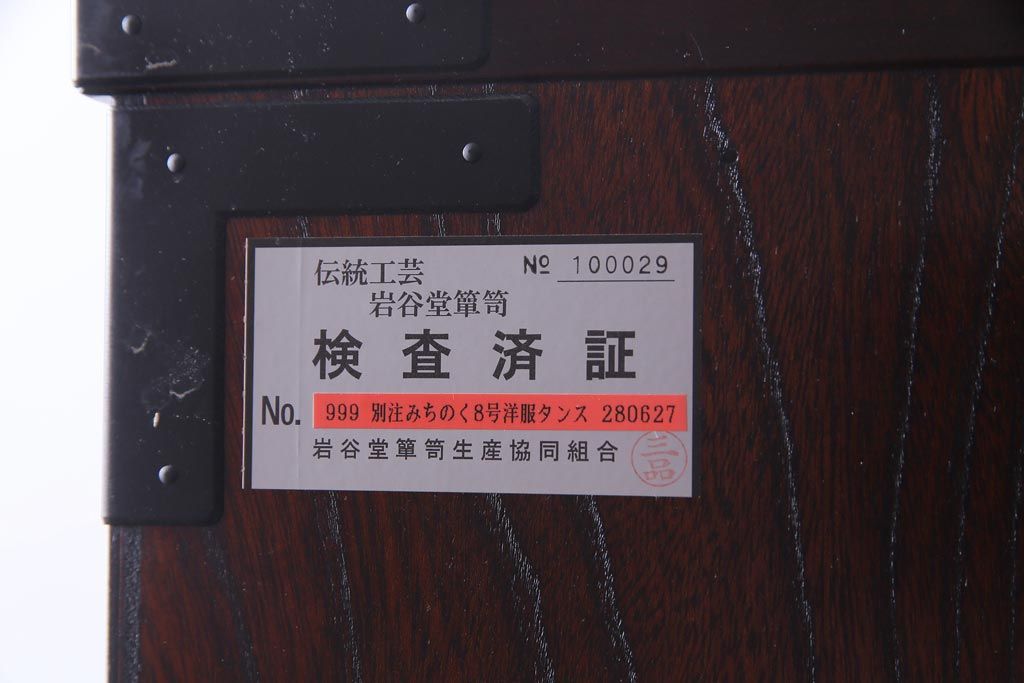 伝統工芸 № 100029
岩谷堂簞笥
検査済証
No. 999 別注みちのく8号洋服タンス 280627
岩谷堂簞笥生産協同組合